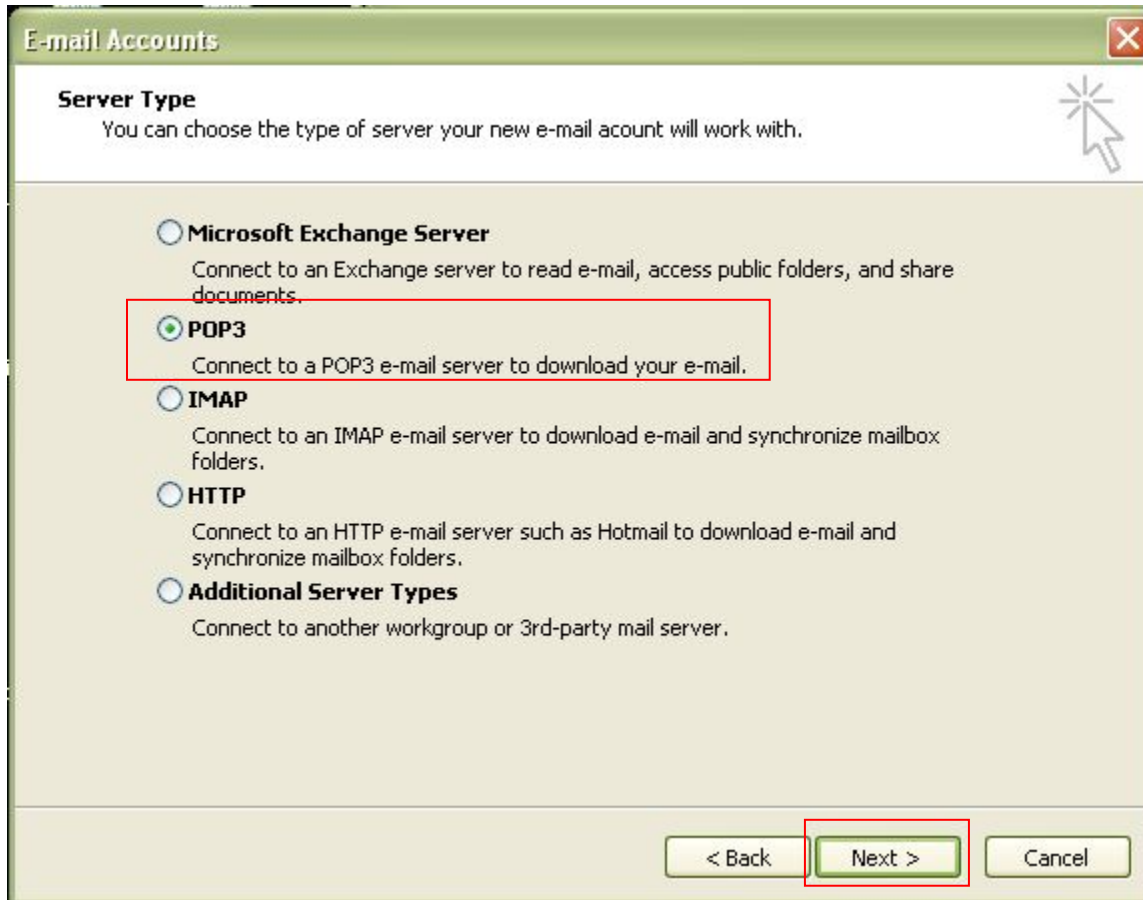 E-mail Accounts
Server Type
You can choose the type of server your new e-mail acount will work with.
Microsoft Exchange Server
Connect to an Exchange server to read e-mail, access public folders, and share
documents.
POP3
Connect to a POP3 e-mail server to download your e-mail.
IMAP
Connect to an IMAP e-mail server to download e-mail and synchronize mailbox
folders.
HTTP
Connect to an HTTP e-mail server such as Hotmail to download e-mail and
synchronize mailbox folders.
Additional Server Types
Connect to another workgroup or 3rd-party mail server.
< Back Next > Cancel